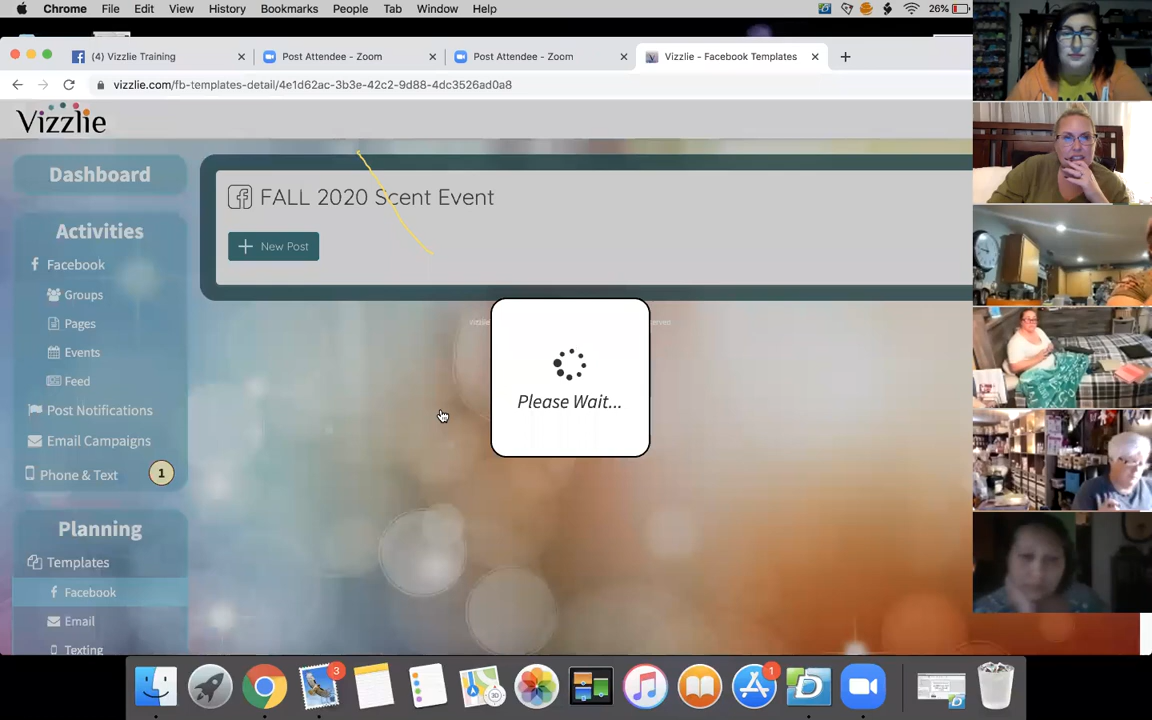 Chrome File Edit View History Bookmarks People Tab Window Help 26%
(4) Vizzlie Training Post Attendee - Zoom Post Attendee - Zoom Vizzlie - Facebook Templates
vizzlie.com/fb-templates-detail/4e1d62ac-3b3e-42c2-9d88-4dc3526ad0a8
Vizzlie
Dashboard
FALL 2020 Scent Event
Activities
New Post
Facebook
Groups
Pages
Events
Feed
Please Wait...
Post Notifications
Email Campaigns
Phone & Text 1
Planning
Templates
Facebook
Email
Texting
3
1